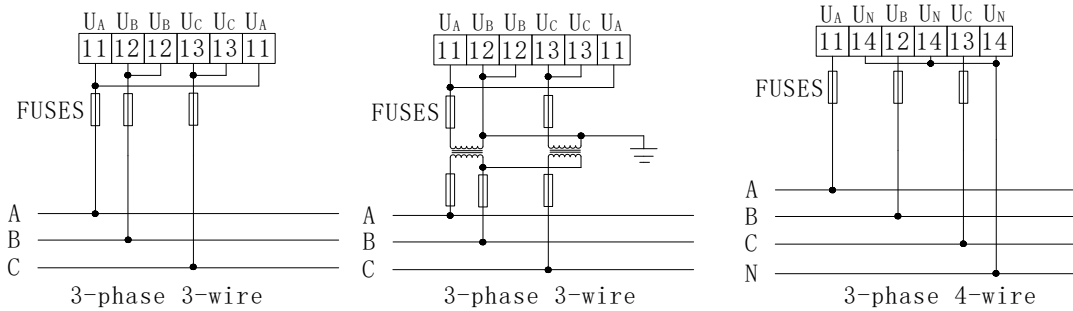 UA UB UB UC UC UA
11 12 12 13 13 11
FUSES
A
B
C
3-phase 3-wire
UA UB UB UC UC UA
11 12 12 13 13 11
FUSES
A
B
C
3-phase 3-wire
UA UN UB UN UC UN
11 14 12 14 13 14
FUSES
A
B
C
N
3-phase 4-wire